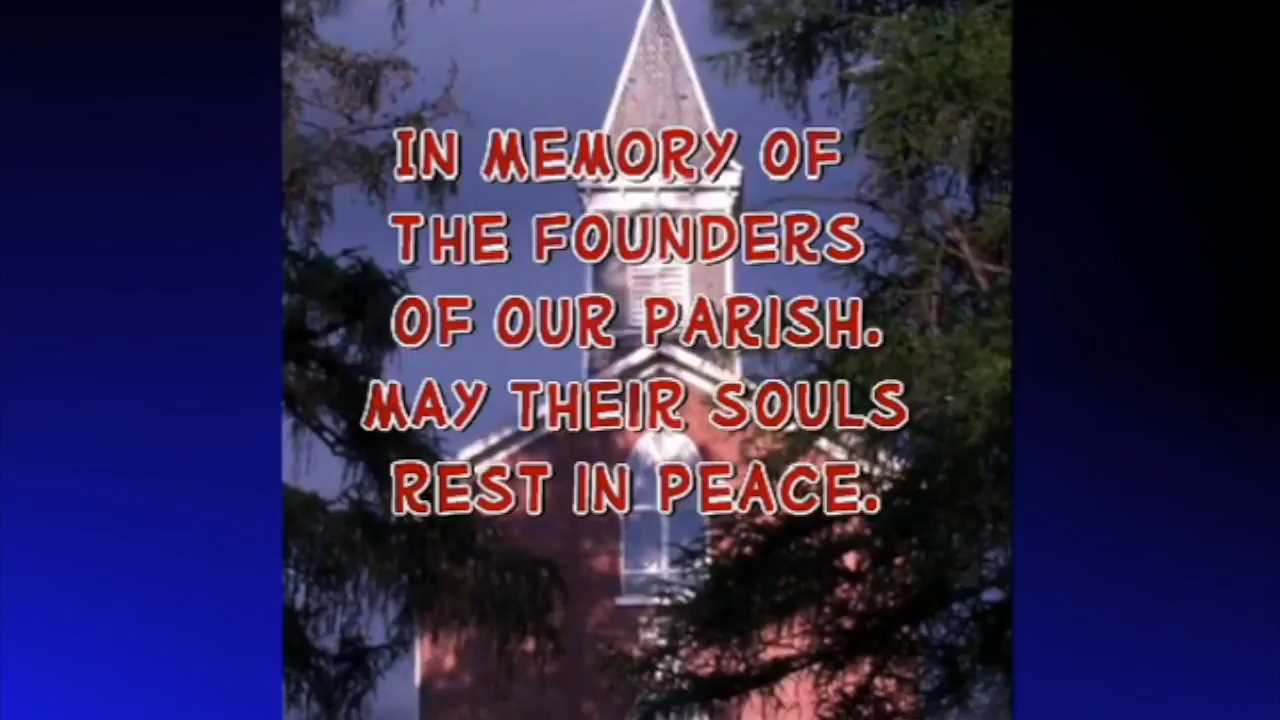 IN MEMORY OF
THE FOUNDERS
OF OUR PARISH.
MAY THEIR SOULS
REST IN PEACE.